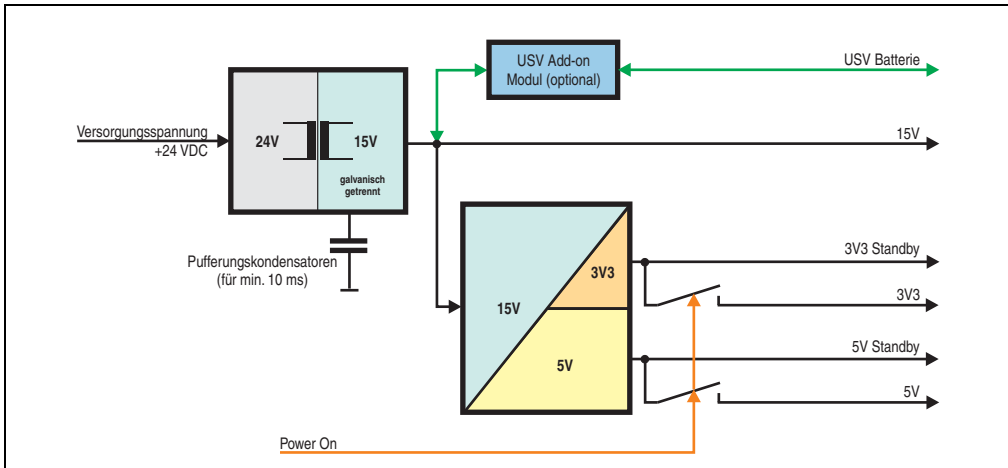 USV Add-on
Modul (optional)
USV Batterie
Versorgungsspannung
+24 VDC
24V
15V
galvanisch
getrennt
15V
Pufferungskondensatoren
(für min. 10 ms)
15V
3V3
5V
3V3 Standby
3V3
5V Standby
5V
Power On